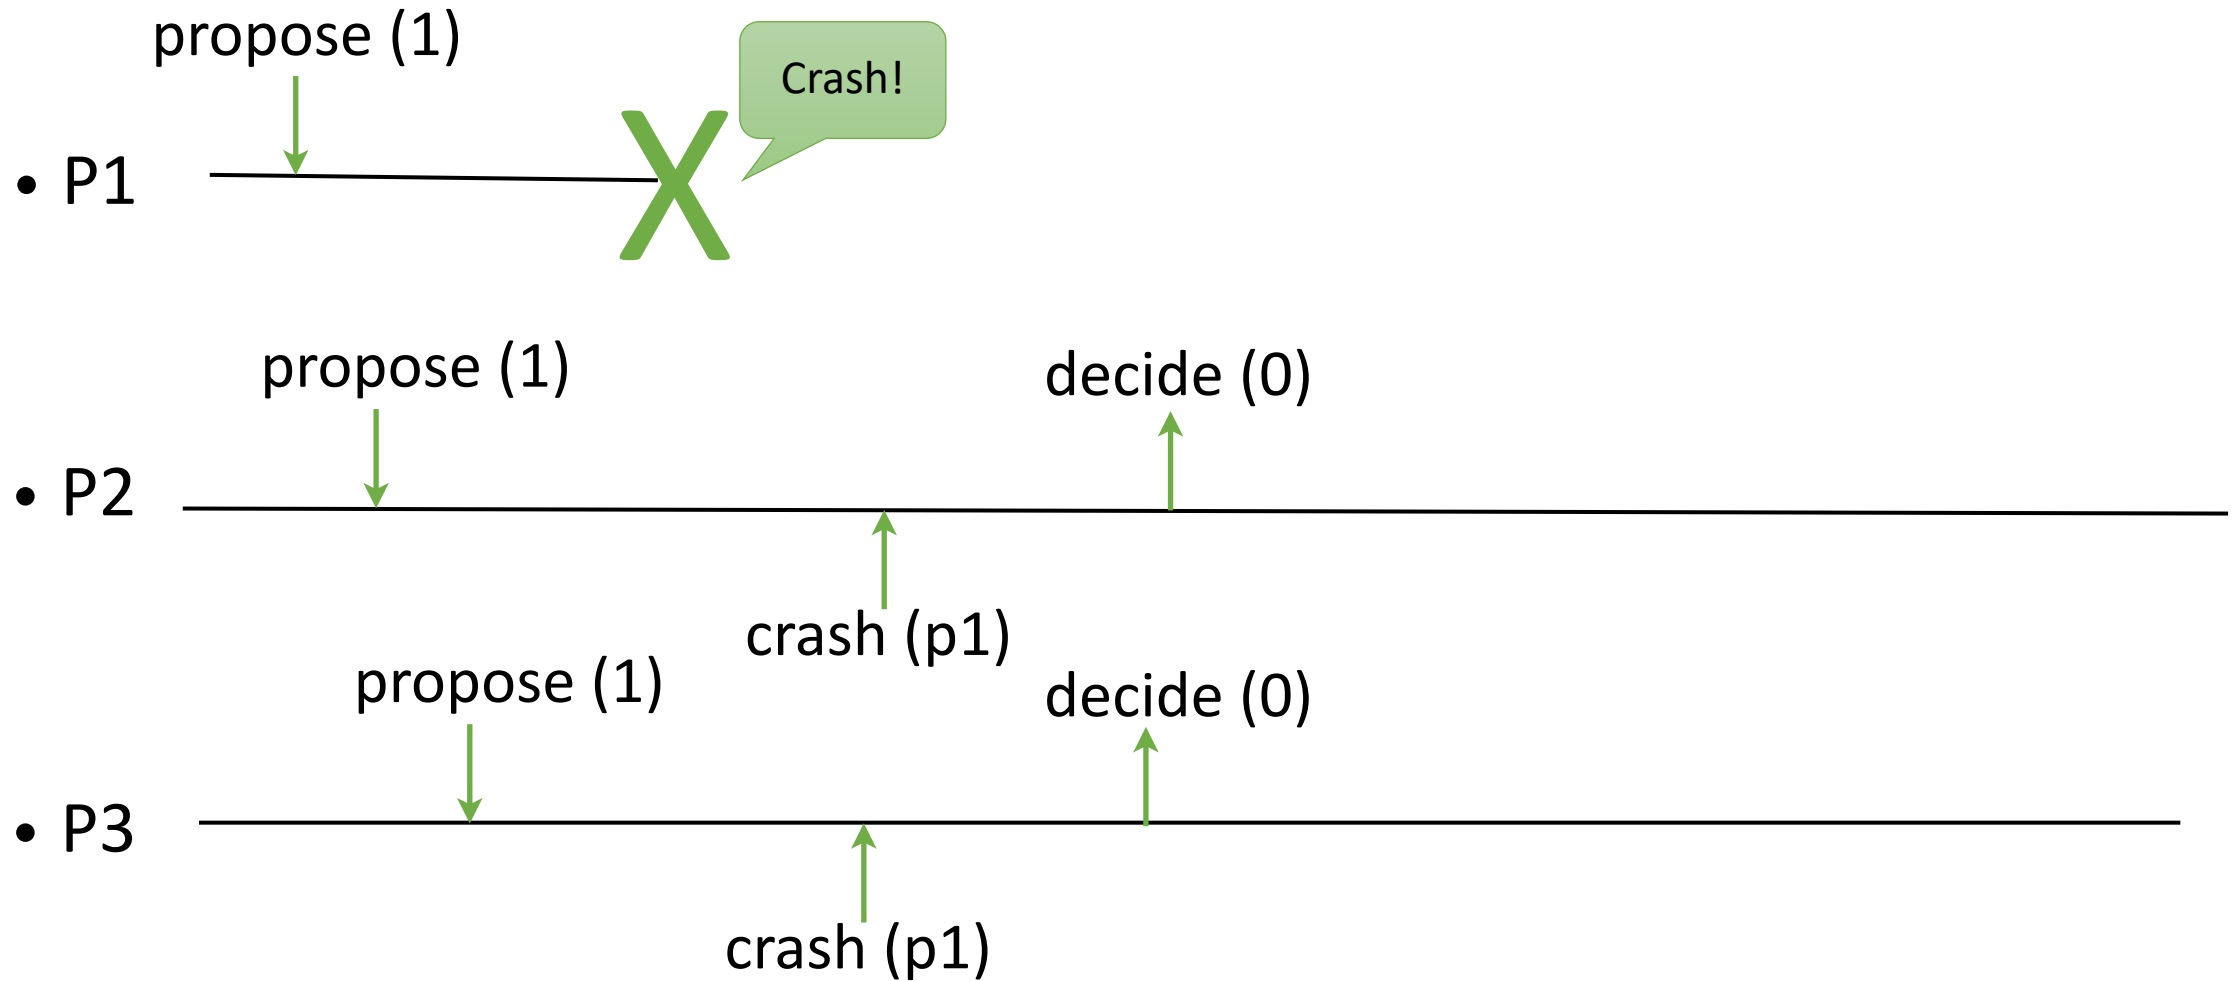 propose (1)
Crash!
• P1
X
propose (1)
decide (0)
• P2
crash (p1)
propose (1)
decide (0)
• P3
crash (p1)